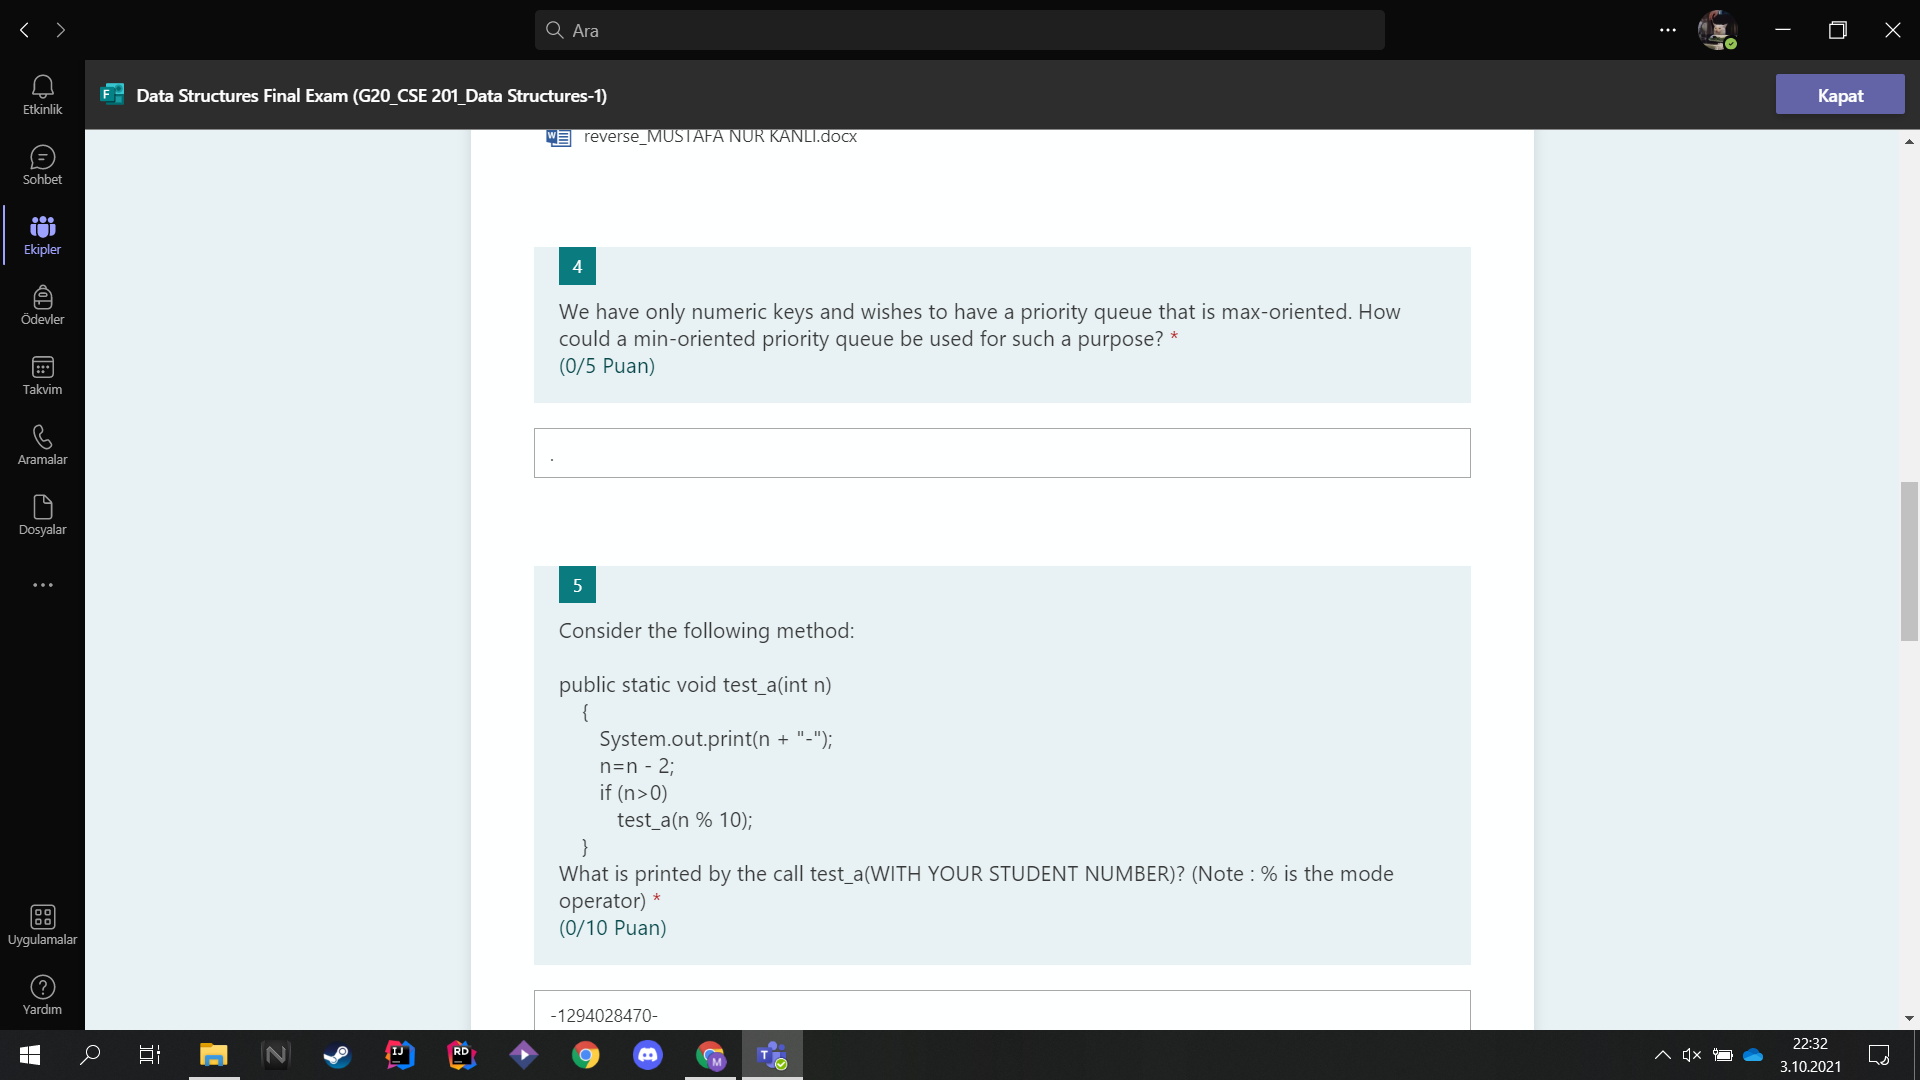 Ara
Etkinlik
Sohbet
Ekipler
Ödevler
Takvim
Aramalar
Dosyalar
Uygulamalar
Yardım
Data Structures Final Exam (G20_CSE 201_Data Structures-1)
Kapat
reverse_MUSTAFA NUR KANLI.docx
4
We have only numeric keys and wishes to have a priority queue that is max-oriented. How
could a min-oriented priority queue be used for such a purpose? *
(0/5 Puan)
.
5
Consider the following method:
public static void test_a(int n)
{
System.out.print(n + "-");
n=n - 2;
if (n>0)
test_a(n % 10);
}
What is printed by the call test_a(WITH YOUR STUDENT NUMBER)? (Note : % is the mode
operator) *
(0/10 Puan)
-1294028470-
22:32
3.10.2021